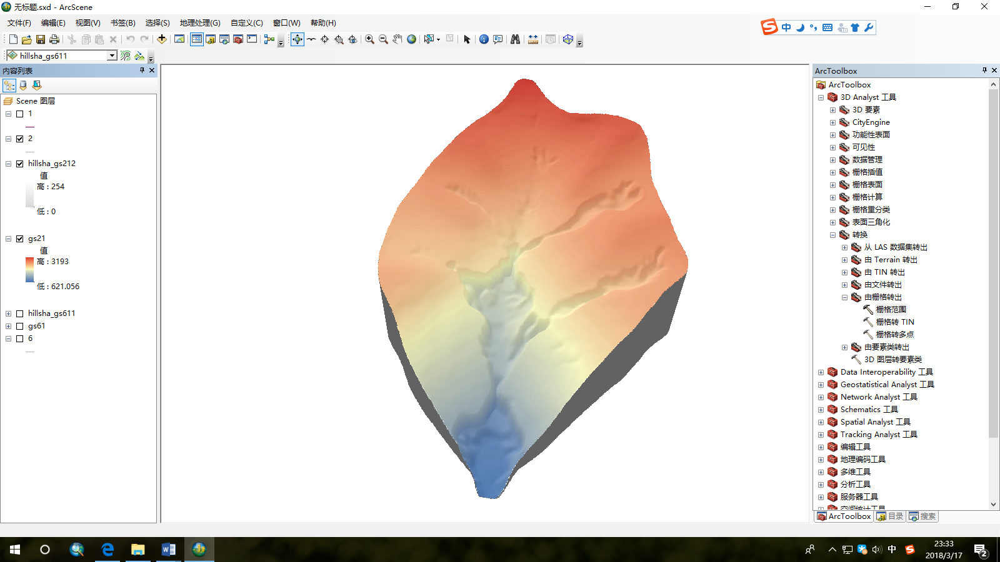 无标题.sxd - ArcScene
文件(F) 编辑(E) 视图(V) 书签(B) 选择(S) 地理处理(G) 自定义(C) 窗口(W) 帮助(H)
中
hillsha_gs611
内容列表
Scene 图层
1
2
hillsha_gs212
值
高 : 254
低 : 0
gs21
值
高 : 3193
低 : 621.056
hillsha_gs611
gs61
6
ArcToolbox
ArcToolbox
3D Analyst 工具
3D 要素
CityEngine
功能性表面
可见性
数据管理
栅格插值
栅格表面
栅格计算
栅格重分类
表面三角化
转换
从 LAS 数据集转出
由 Terrain 转出
由 TIN 转出
由文件转出
由栅格转出
栅格范围
栅格转 TIN
栅格转多点
由要素类转出
3D 图层转要素类
Data Interoperability 工具
Geostatistical Analyst 工具
Network Analyst 工具
Schematics 工具
Spatial Analyst 工具
Tracking Analyst 工具
编辑工具
地理编码工具
多维工具
分析工具
服务器工具
空间统计工具
ArcToolbox 目录 搜索
中
23:33
2018/3/17
2